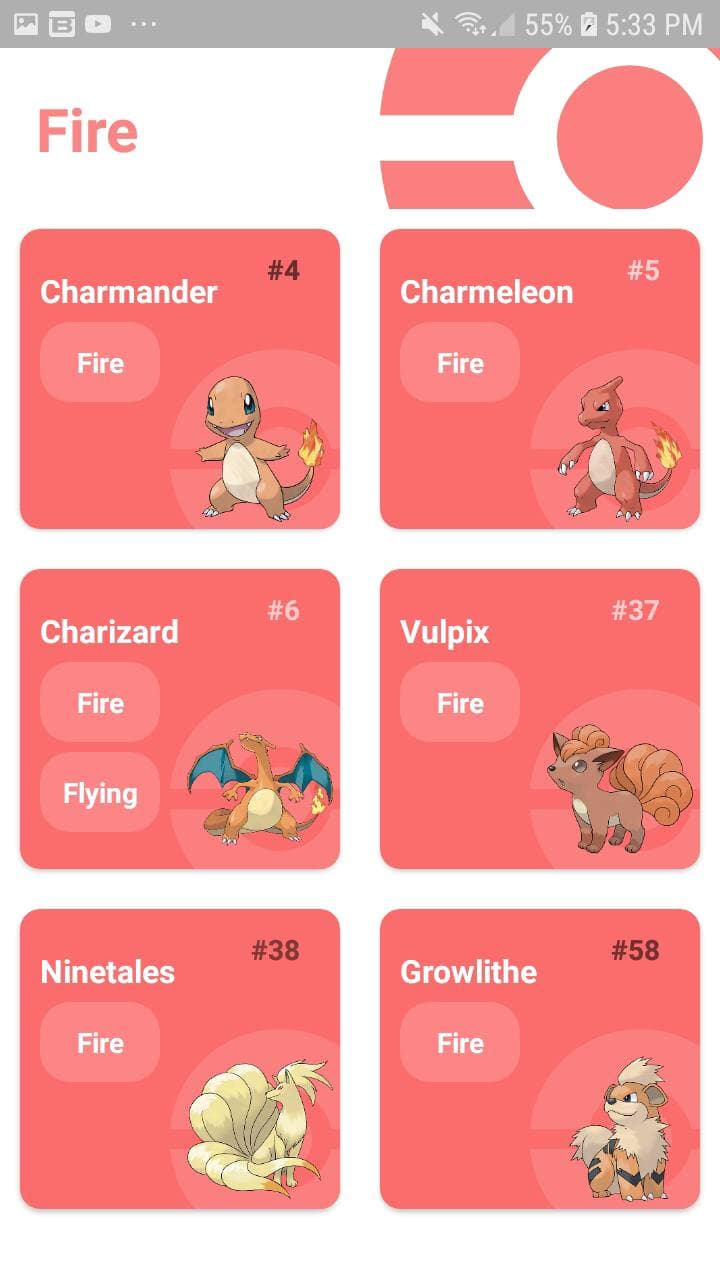 55% 5:33 PM
Fire
#4
Charmander
Fire
#5
Charmeleon
Fire
#6
Charizard
Fire
Flying
#37
Vulpix
Fire
#38
Ninetales
Fire
#58
Growlithe
Fire